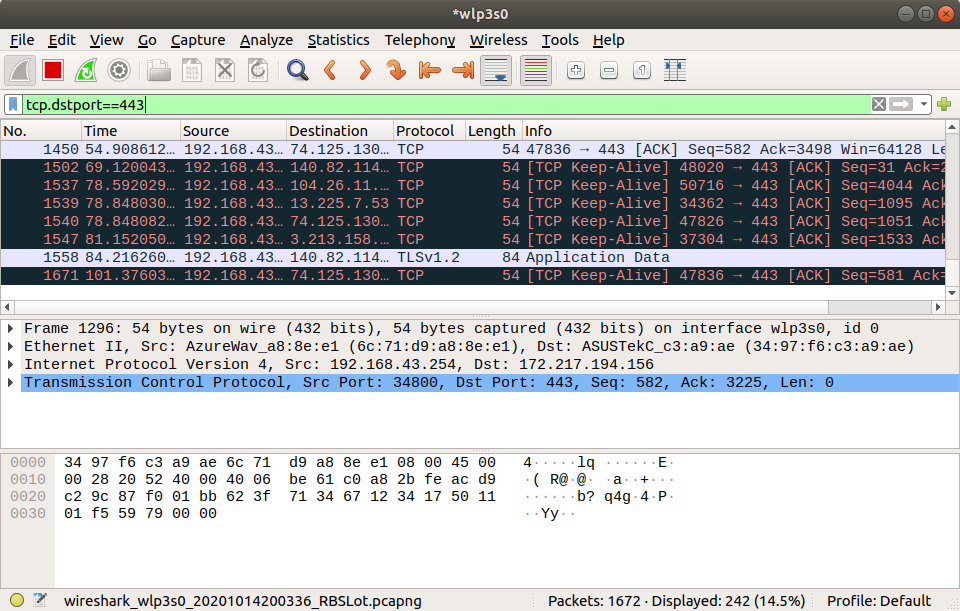 *wlp3s0
File Edit View Go Capture Analyze Statistics Telephony Wireless Tools Help
tcp.dstport==443
No. Time Source Destination Protocol Length Info
1450 54.908612… 192.168.43… 74.125.130… TCP 54 47836 → 443 [ACK] Seq=582 Ack=3498 Win=64128 Le
1502 69.120043… 192.168.43… 140.82.114… TCP 54 [TCP Keep-Alive] 48020 → 443 [ACK] Seq=31 Ack=2
1537 78.592029… 192.168.43… 104.26.11.… TCP 54 [TCP Keep-Alive] 50716 → 443 [ACK] Seq=4044 Ack
1539 78.848030… 192.168.43… 13.225.7.53 TCP 54 [TCP Keep-Alive] 34362 → 443 [ACK] Seq=1095 Ack
1540 78.848082… 192.168.43… 74.125.130… TCP 54 [TCP Keep-Alive] 47826 → 443 [ACK] Seq=1051 Ack
1547 81.152050… 192.168.43… 3.213.158.… TCP 54 [TCP Keep-Alive] 37304 → 443 [ACK] Seq=1533 Ack
1558 84.216260… 192.168.43… 140.82.114… TLSv1.2 84 Application Data
1671 101.37603… 192.168.43… 74.125.130… TCP 54 [TCP Keep-Alive] 47836 → 443 [ACK] Seq=581 Ack=
Frame 1296: 54 bytes on wire (432 bits), 54 bytes captured (432 bits) on interface wlp3s0, id 0
Ethernet II, Src: AzureWav_a8:8e:e1 (6c:71:d9:a8:8e:e1), Dst: ASUSTekC_c3:a9:ae (34:97:f6:c3:a9:ae)
Internet Protocol Version 4, Src: 192.168.43.254, Dst: 172.217.194.156
Transmission Control Protocol, Src Port: 34800, Dst Port: 443, Seq: 582, Ack: 3225, Len: 0
0000 34 97 f6 c3 a9 ae 6c 71 d9 a8 8e e1 08 00 45 00 4·····lq ······E·
0010 00 28 20 52 40 00 40 06 be 61 c0 a8 2b fe ac d9 ·( R@·@· ·a··+···
0020 c2 9c 87 f0 01 bb 62 3f 71 34 67 12 34 17 50 11 ······b? q4g·4·P·
0030 01 f5 59 79 00 00 ··Yy··
wireshark_wlp3s0_20201014200336_RBSLot.pcapng Packets: 1672 · Displayed: 242 (14.5%) Profile: Default